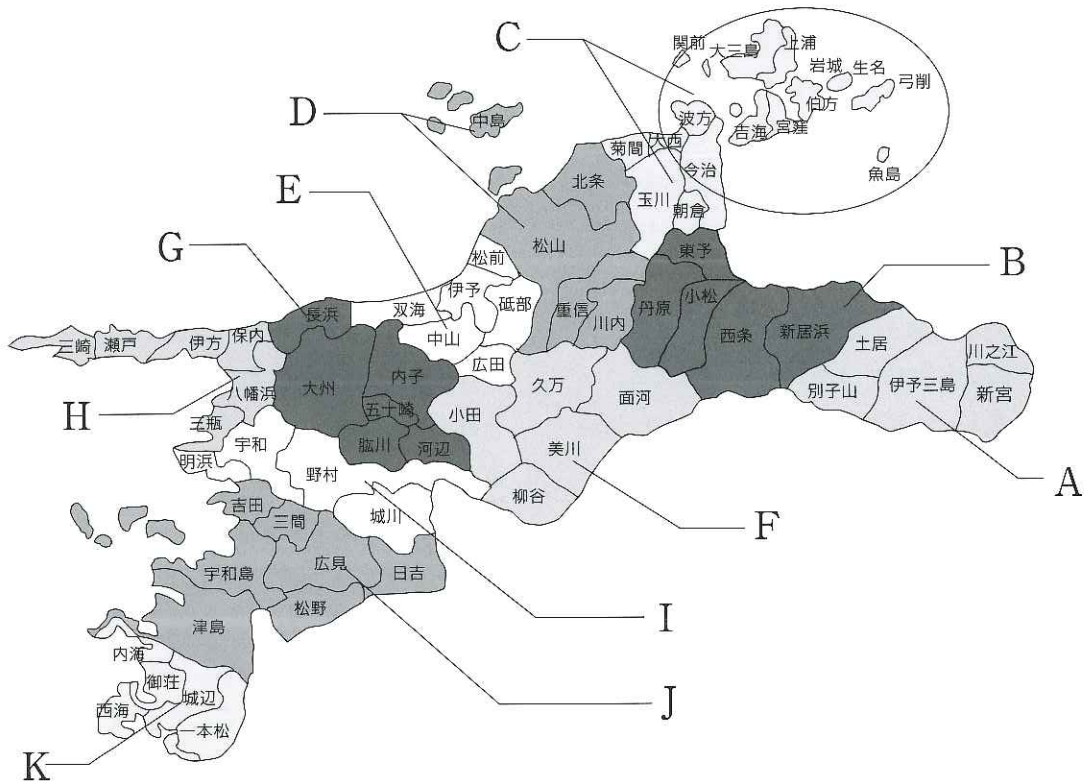 C
関前
大三島
上浦
岩城
生名
弓削
伯方
宮窪
吉海
波方
魚島
D
中島
菊間
大西
今治
北条
玉川
朝倉
E
松山
東予
G
松前
伊予
砥部
重信
川内
丹原
小松
西条
新居浜
B
双海
中山
広田
長浜
三崎
瀬戸
伊方
保内
大州
内子
五十崎
久万
面河
土居
川之江
別子山
伊予三島
新宮
H
八幡浜
小田
三瓶
宇和
肱川
河辺
美川
明浜
野村
柳谷
A
吉田
三間
城川
F
宇和島
広見
日吉
津島
松野
I
内海
御荘
城辺
西海
一本松
J
K